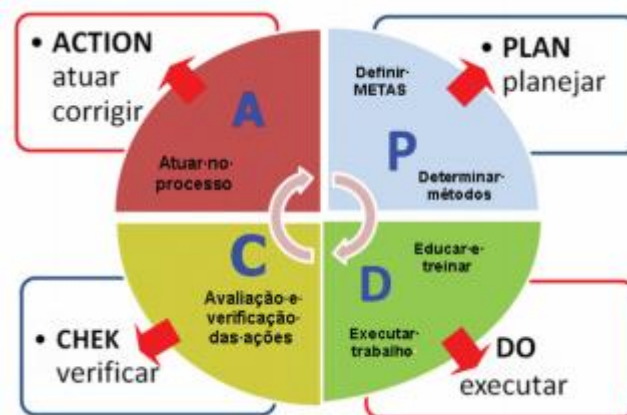 • ACTION
atuar
corrigir
A
Atuar-no-
processo
• PLAN
planejar
Definir-
METAS
P
Determinar-
métodos
C
Avaliação-e-
verificação-
das-ações
• CHEK
verificar
Educar-e-
treinar
D
Executar-
trabalho
• DO
executar